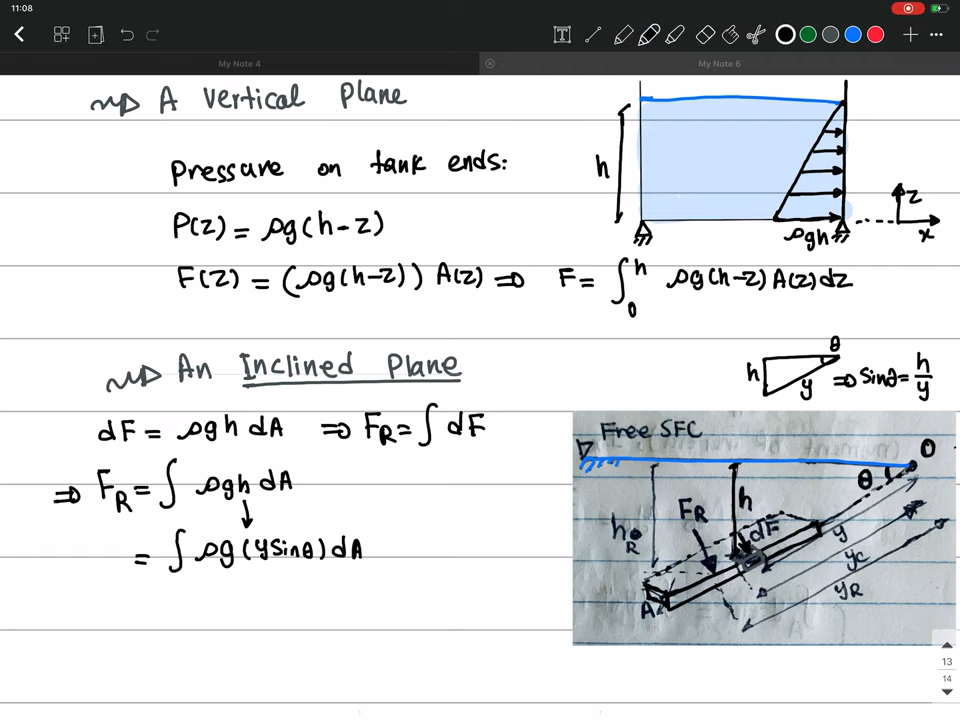 11:08
My Note 4
My Note 6
A Vertical Plane
Pressure on tank ends:
P(z) = ρg(h-z)
F(z) = (ρg(h-z)) A(z) ⇒ F = ∫₀ʰ ρg(h-z) A(z) dz
h
ρgh
z
x
An Inclined Plane
h θ y ⇒ Sinθ = h/y
dF = ρgh dA ⇒ F_R = ∫ dF
⇒ F_R = ∫ ρgh dA
= ∫ ρg(ysinθ) dA
Free SFC
O
θ
h
F_R
dF
h_R
y
y_C
y_R
A
13
14